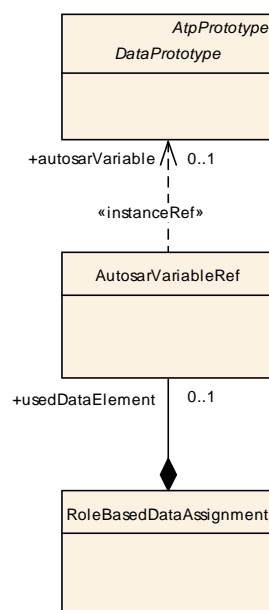 AtpPrototype
DataPrototype
+autosarVariable 0..1
«instanceRef»
AutosarVariableRef
+usedDataElement 0..1
RoleBasedDataAssignment